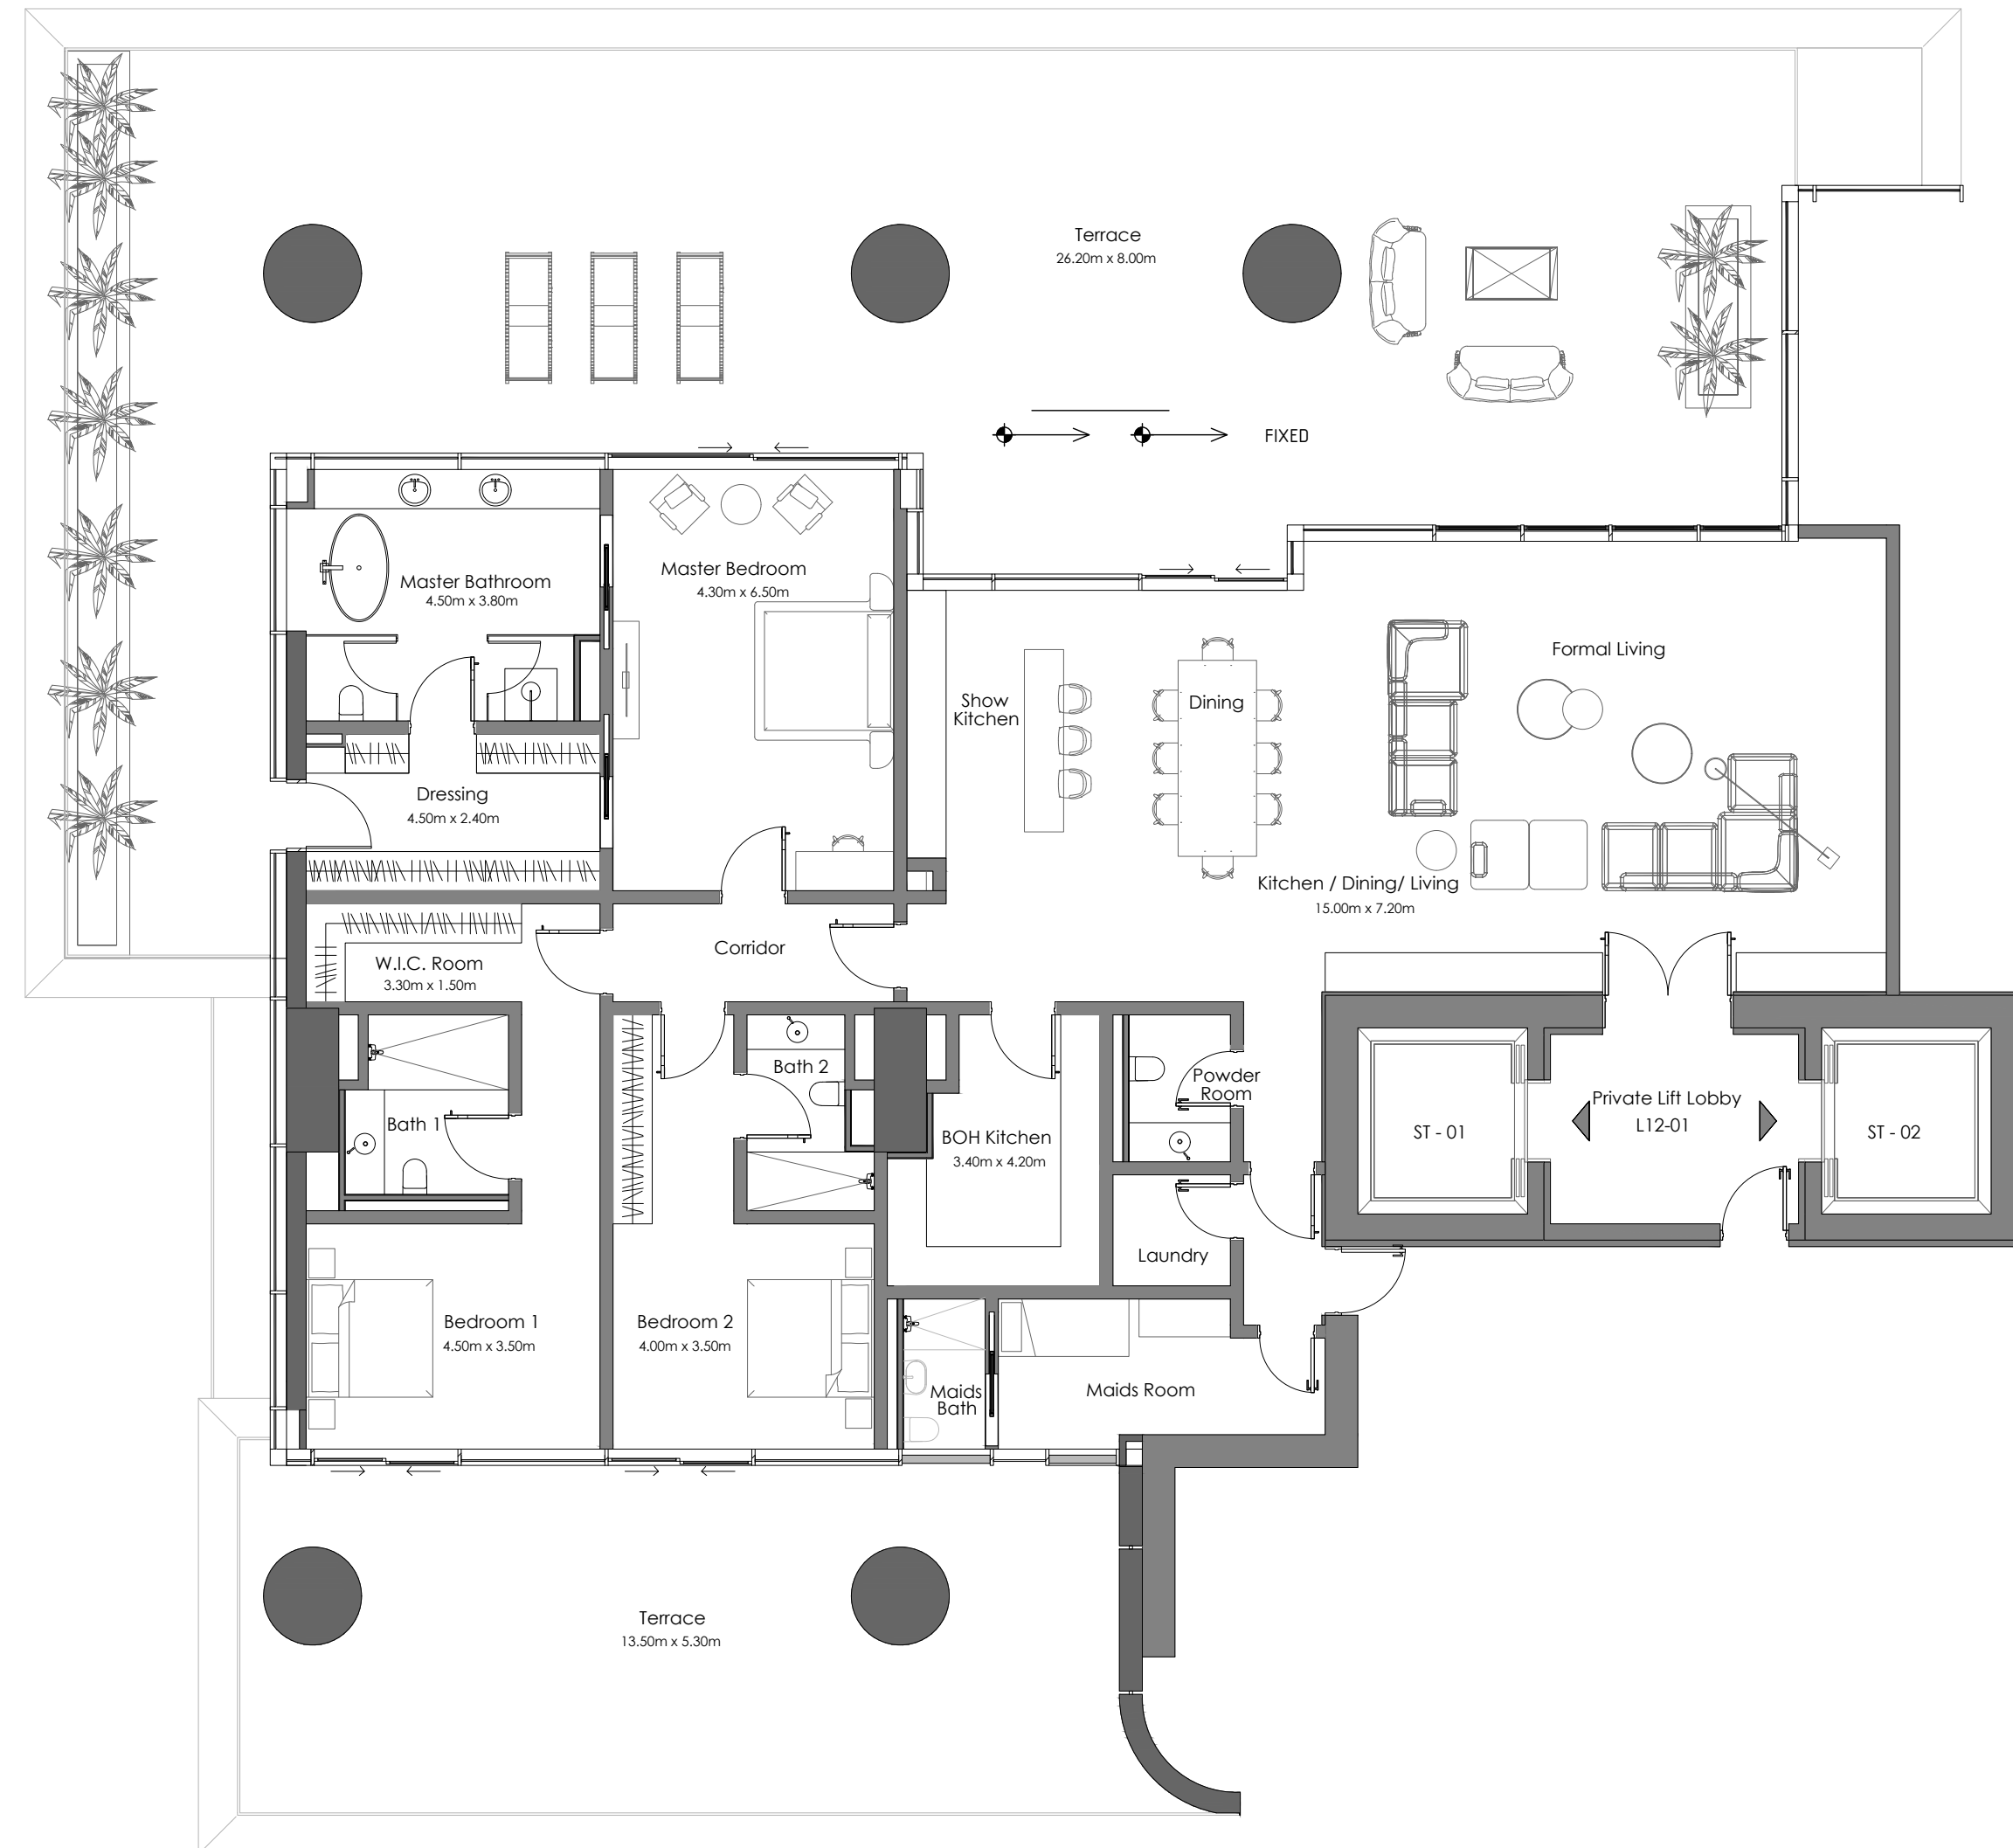 Terrace
26.20m x 8.00m
FIXED
Master Bathroom
4.50m x 3.80m
Master Bedroom
4.30m x 6.50m
Formal Living
Show
Kitchen
Dining
Dressing
4.50m x 2.40m
Kitchen / Dining/ Living
15.00m x 7.20m
Corridor
W.I.C. Room
3.30m x 1.50m
Bath 2
Powder
Room
Private Lift Lobby
L12-01
Bath 1
BOH Kitchen
3.40m x 4.20m
ST - 01
ST - 02
Laundry
Bedroom 1
4.50m x 3.50m
Bedroom 2
4.00m x 3.50m
Maids
Bath
Maids Room
Terrace
13.50m x 5.30m